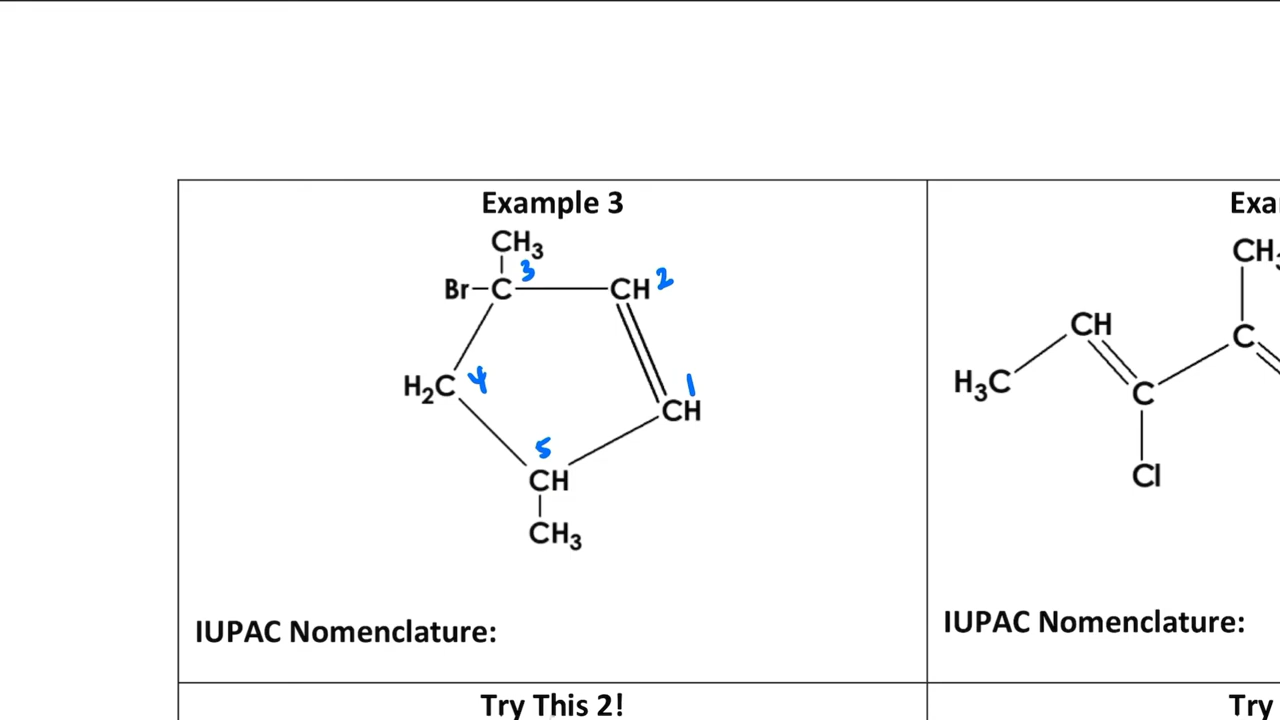 Example 3
CH₃
3
Br-C
CH 2
H₂C 4
1
CH
5
CH
CH₃
IUPAC Nomenclature:
Try This 2!
Exa
CH₃
CH
C
H₃C
C
Cl
IUPAC Nomenclature:
Try